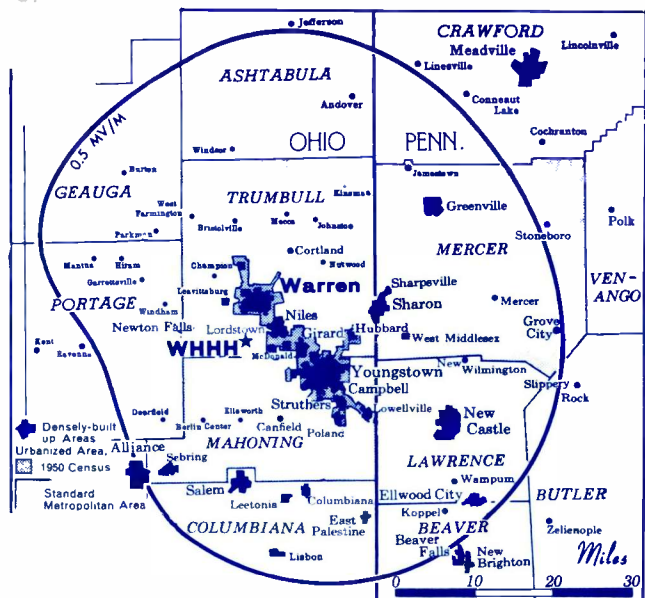 Jefferson
CRAWFORD
Meadville
Lincolnville
Linesville
ASHTABULA
Conneaut
Lake
Andover
0.5 MV/M
OHIO
PENN.
Cochranton
Windsor
Jamestown
Burton
GEAUGA
TRUMBULL
Kinsman
West
Farmington
Mecca
Johnston
Bristolville
Greenville
Polk
Parkman
Stoneboro
Cortland
MERCER
Mantua
Hiram
Champion
Nutwood
VEN-
ANGO
Garrettsville
Warren
Sharpsville
Leavittsburg
Sharon
Mercer
PORTAGE
Windham
Niles
Newton Falls
Lordstown
Girard
Hubbard
Grove
City
Kent
Ravenna
WHHH
McDonald
West Middlesex
New
Wilmington
Youngstown
Campbell
Slippery
Rock
Struthers
Lowellville
Deerfield
Berlin Center
Ellsworth
Canfield
Poland
New
Castle
Densely-built
up Areas
Urbanized Area,
1950 Census
Standard
Metropolitan Area
MAHONING
Alliance
Sebring
LAWRENCE
Wampum
Salem
Columbiana
Ellwood City
BUTLER
Leetonia
East
Palestine
Koppel
BEAVER
Zelienople
COLUMBIANA
Beaver
Falls
New
Brighton
Lisbon
Miles
0 10 20 30